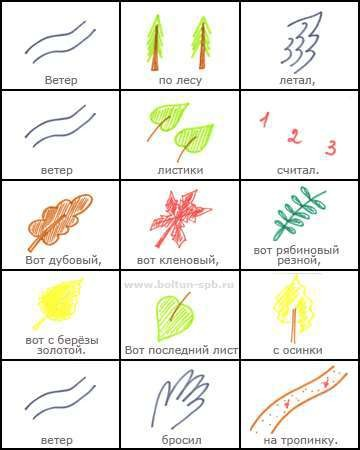 Ветер
по лесу
летал,
1
2
3
ветер
листики
считал.
Вот дубовый,
вот кленовый,
вот рябиновый
резной,
www.boltun-spb.ru
вот с берёзы
золотой.
Вот последний лист
с осинки
ветер
бросил
на тропинку.